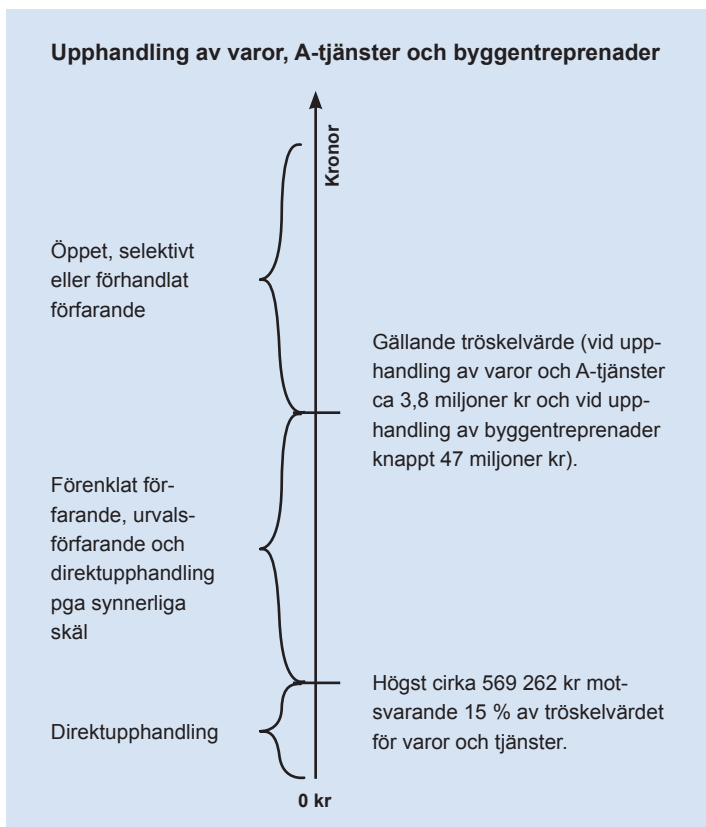 Upphandling av varor, A-tjänster och byggentreprenader
Kronor
Öppet, selektivt
eller förhandlat
förfarande
Gällande tröskelvärde (vid upp-
handling av varor och A-tjänster
ca 3,8 miljoner kr och vid upp-
handling av byggentreprenader
knappt 47 miljoner kr).
Förenklat för-
farande, urvals-
förfarande och
direktupphandling
pga synnerliga
skäl
Högst cirka 569 262 kr mot-
svarande 15 % av tröskelvärdet
för varor och tjänster.
Direktupphandling
0 kr